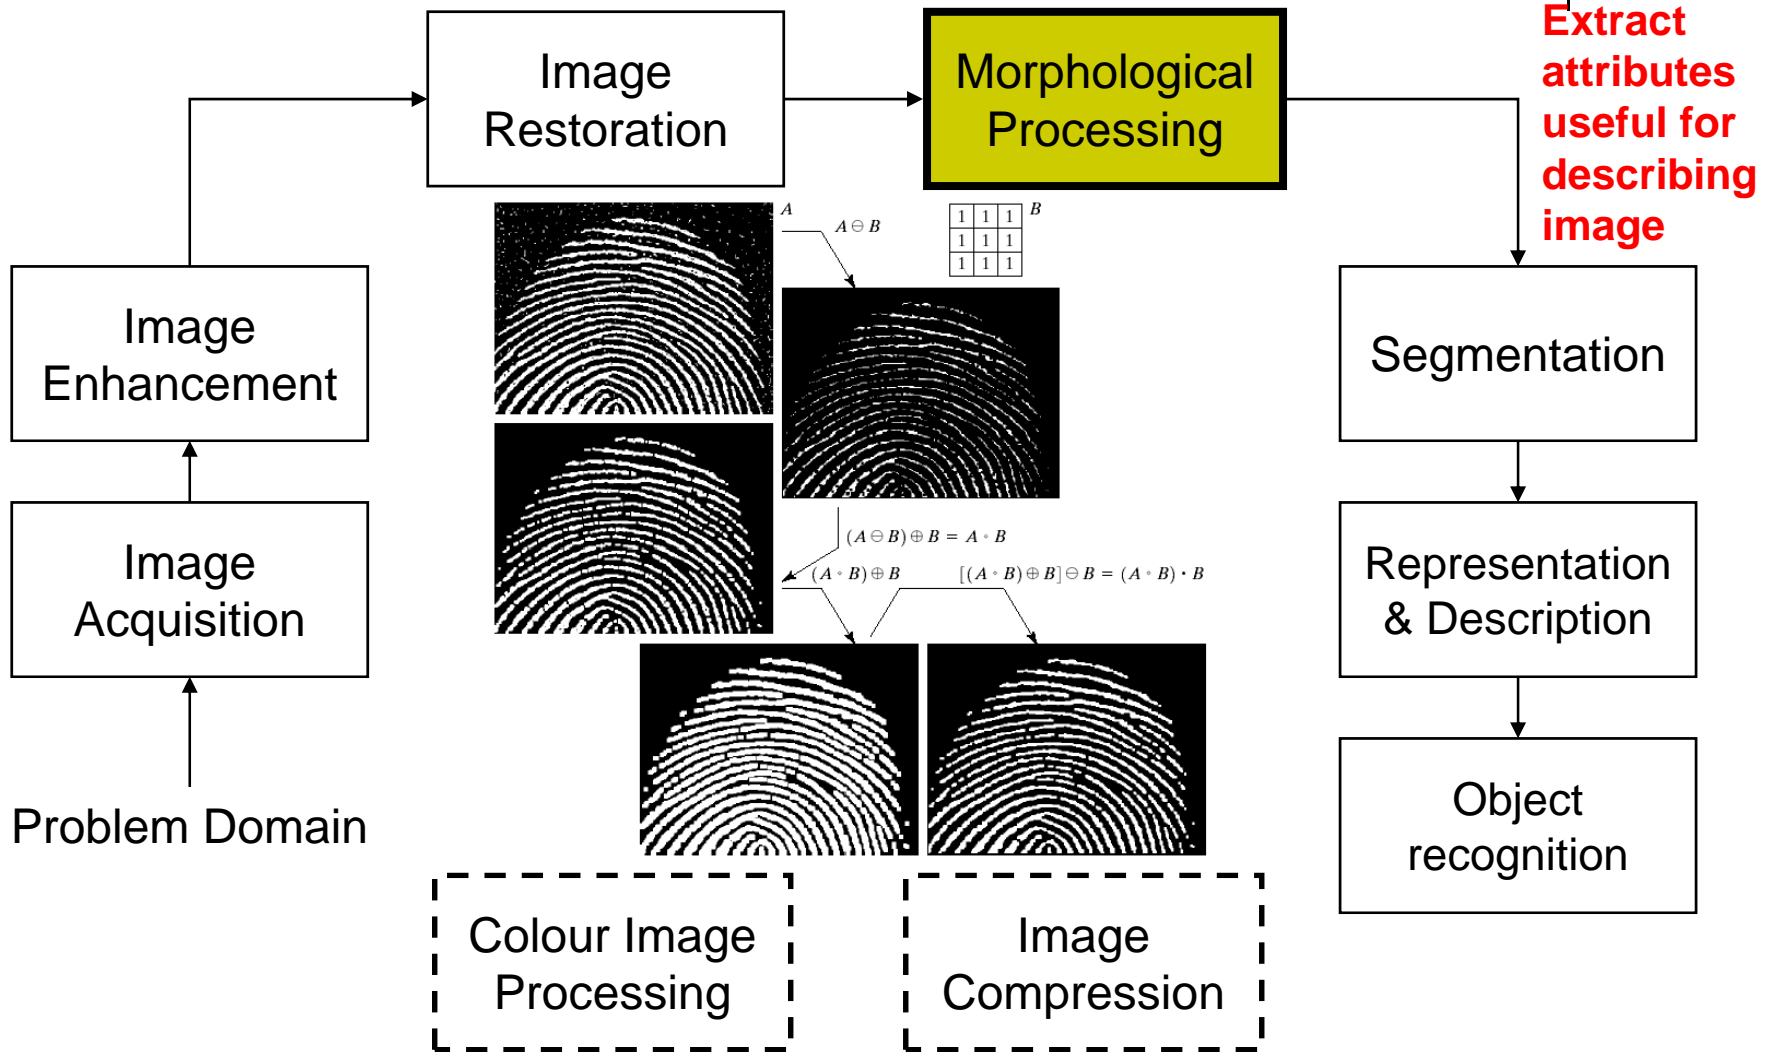 Image
Restoration
Morphological
Processing
Extract
attributes
useful for
describing
image
Image
Enhancement
Image
Acquisition
Problem Domain
A
A ⊖ B
1 1 1
1 1 1
1 1 1
B
(A ⊖ B) ⊕ B = A ∘ B
(A ∘ B) ⊕ B
[(A ∘ B) ⊕ B] ⊖ B = (A ∘ B) • B
Segmentation
Representation
& Description
Object
recognition
Colour Image
Processing
Image
Compression